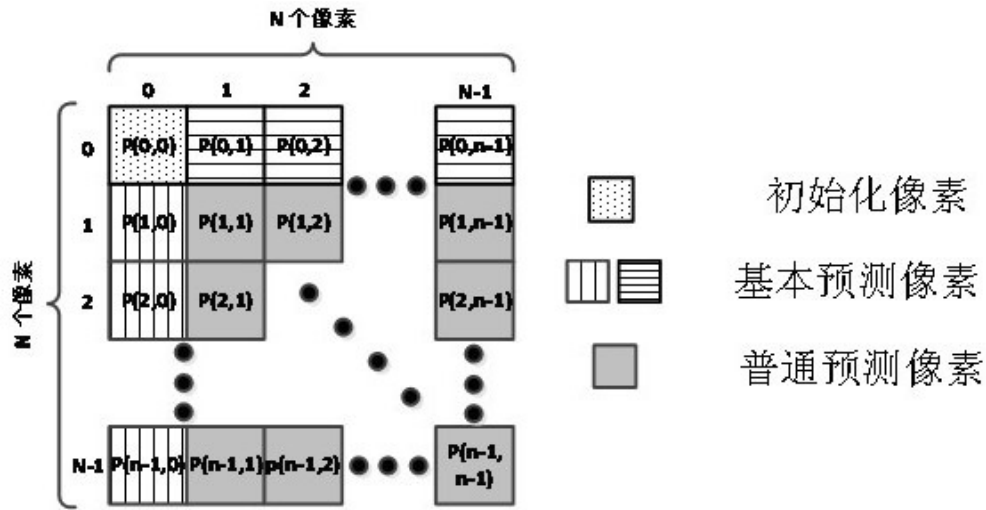 N 个像素
0 1 2 N-1
N 个像素
0 P(0,0) P(0,1) P(0,2) P(0,n-1)
1 P(1,0) P(1,1) P(1,2) P(1,n-1)
2 P(2,0) P(2,1) P(2,n-1)
N-1 P(n-1,0) P(n-1,1) p(n-1,2) P(n-1,
n-1)
初始化像素
基本预测像素
普通预测像素